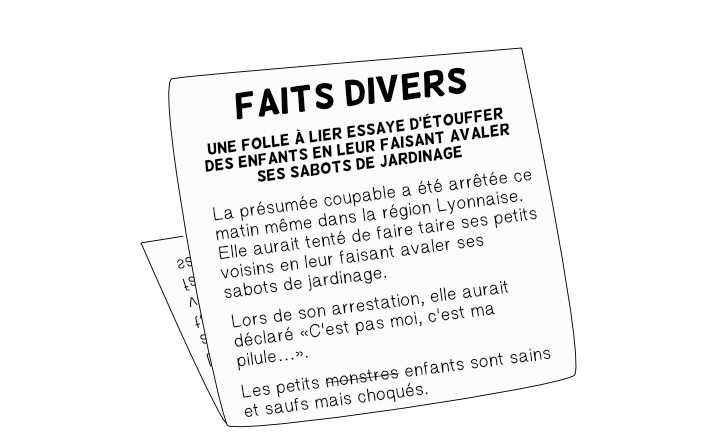 FAITS DIVERS
UNE FOLLE À LIER ESSAYE D'ÉTOUFFER
DES ENFANTS EN LEUR FAISANT AVALER
SES SABOTS DE JARDINAGE
La présumée coupable a été arrêtée ce
matin même dans la région Lyonnaise.
Elle aurait tenté de faire taire ses petits
voisins en leur faisant avaler ses
sabots de jardinage.
Lors de son arrestation, elle aurait
déclaré «C'est pas moi, c'est ma
pilule...».
Les petits monstres enfants sont sains
et saufs mais choqués.